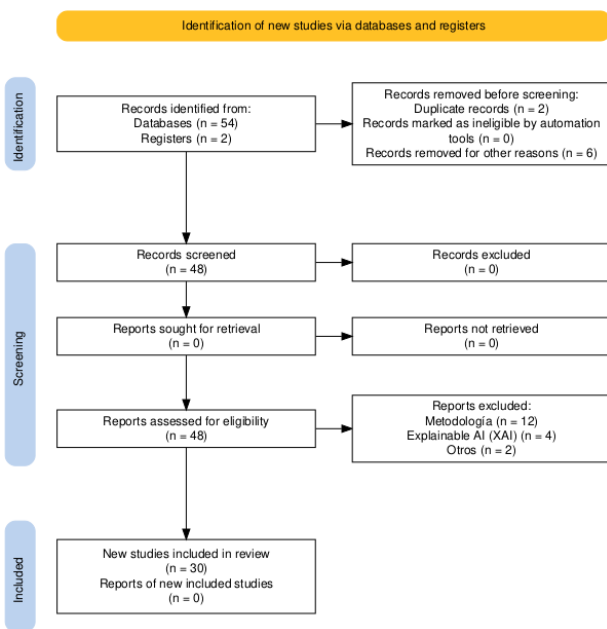 Identification of new studies via databases and registers
Identification
Records identified from:
Databases (n = 54)
Registers (n = 2)
Records removed before screening:
Duplicate records (n = 2)
Records marked as ineligible by automation
tools (n = 0)
Records removed for other reasons (n = 6)
Screening
Records screened
(n = 48)
Records excluded
(n = 0)
Reports sought for retrieval
(n = 0)
Reports not retrieved
(n = 0)
Reports assessed for eligibility
(n = 48)
Reports excluded:
Metodología (n = 12)
Explainable AI (XAI) (n = 4)
Otros (n = 2)
Included
New studies included in review
(n = 30)
Reports of new included studies
(n = 0)